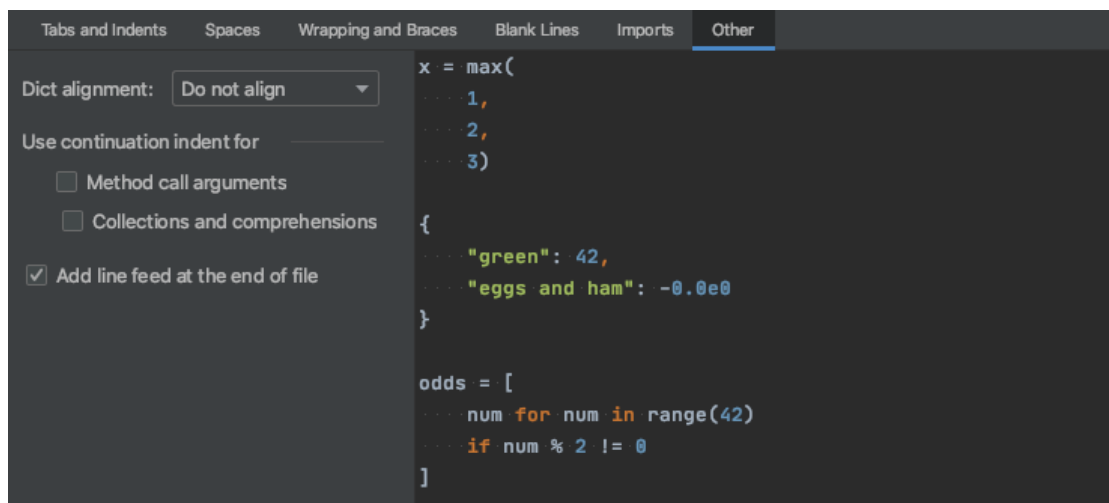 Tabs and Indents Spaces Wrapping and Braces Blank Lines Imports Other
Dict alignment: Do not align
Use continuation indent for
Method call arguments
Collections and comprehensions
Add line feed at the end of file
x = max(
    1,
    2,
    3)

{
    "green": 42,
    "eggs and ham": -0.0e0
}

odds = [
    num for num in range(42)
    if num % 2 != 0
]